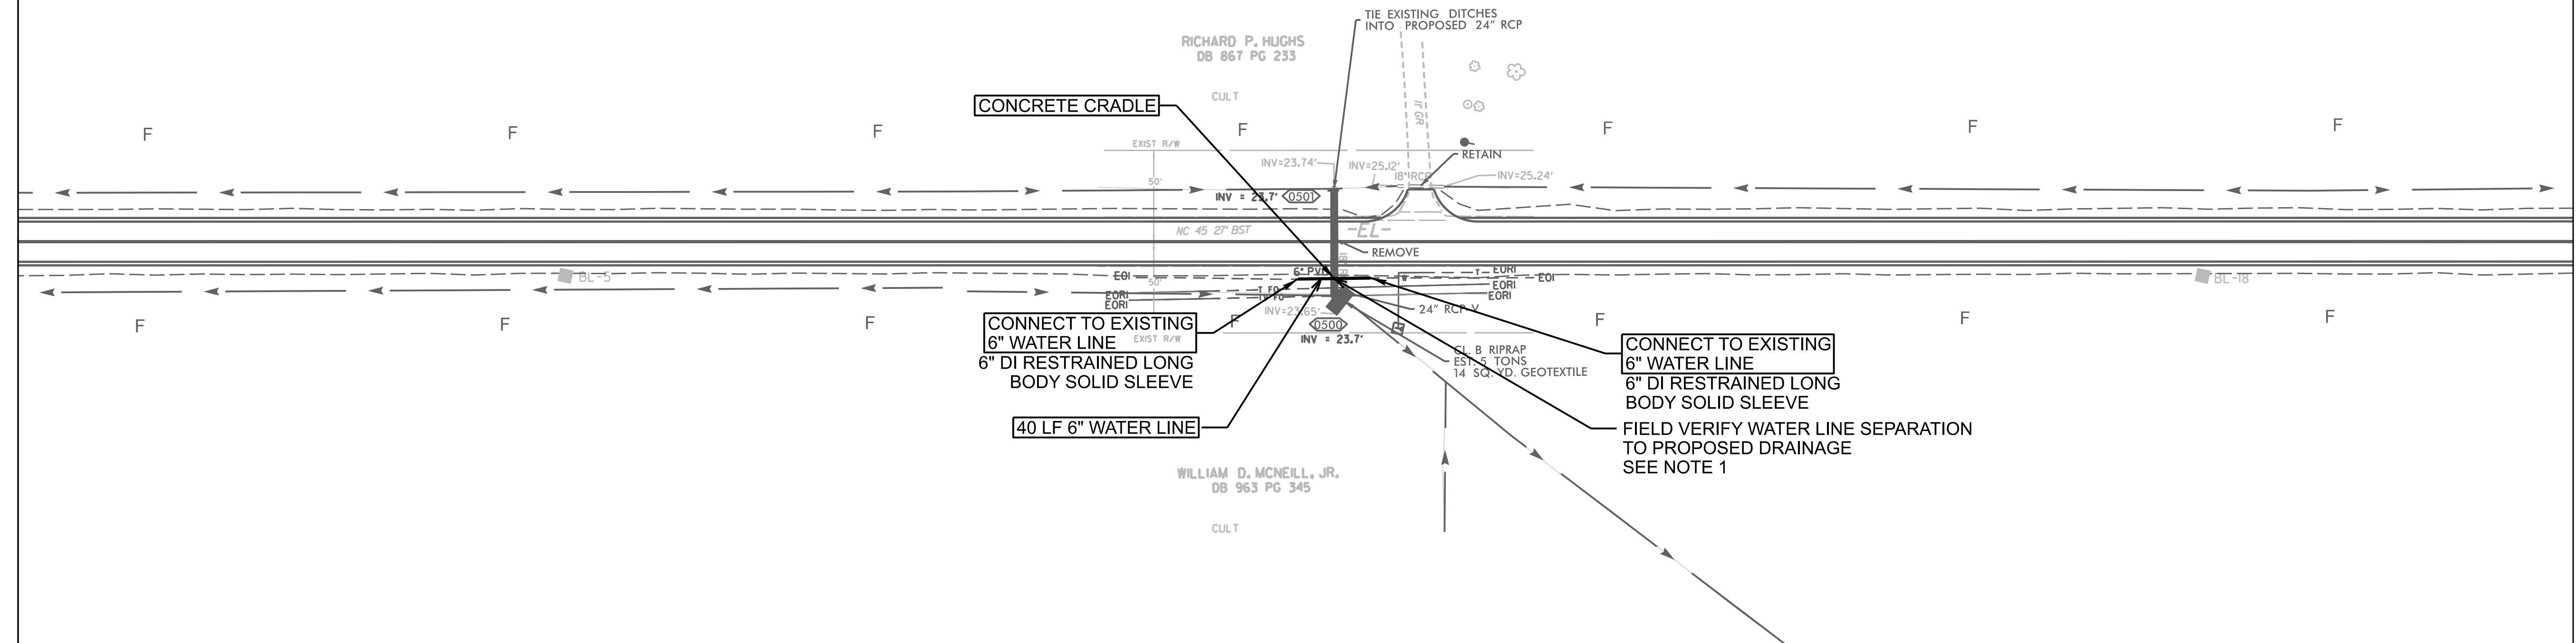 TIE EXISTING DITCHES
INTO PROPOSED 24" RCP
RICHARD P. HUGHS
DB 867 PG 233
CULT
CONCRETE CRADLE
F
F
F
F
F
F
F
11' GR
EXIST R/W
RETAIN
INV=23.74'
INV=25.12'
18" RCP
INV=25.24'
50'
INV = 23.7'
0501
NC 45 27' BST
-EL-
REMOVE
BL-5
EOI
6" PVC
T
EORI
EOI
BL-18
50'
W
EORI
EORI
T FO
EORI
EORI
INV=23.65'
24" RCP-V
F
F
F
F
F
F
F
0500
EXIST R/W
INV = 23.7'
CONNECT TO EXISTING
6" WATER LINE
6" DI RESTRAINED LONG
BODY SOLID SLEEVE
CL. B RIPRAP
EST. 5 TONS
14 SQ. YD. GEOTEXTILE
CONNECT TO EXISTING
6" WATER LINE
6" DI RESTRAINED LONG
BODY SOLID SLEEVE
40 LF 6" WATER LINE
FIELD VERIFY WATER LINE SEPARATION
TO PROPOSED DRAINAGE
SEE NOTE 1
WILLIAM D. MCNEILL, JR.
DB 963 PG 345
CULT